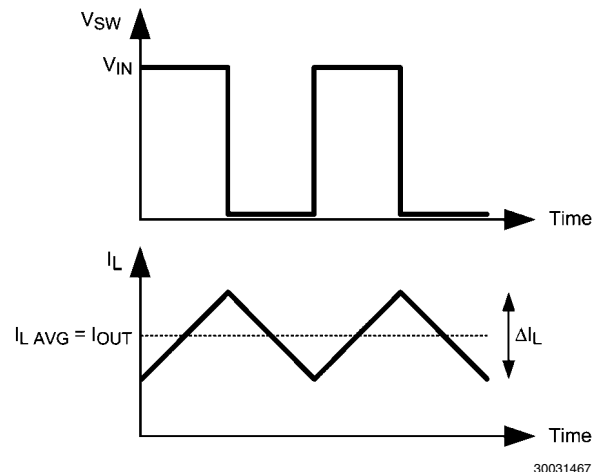 VSW
VIN
Time
IL
IL AVG = IOUT
ΔIL
Time
30031467